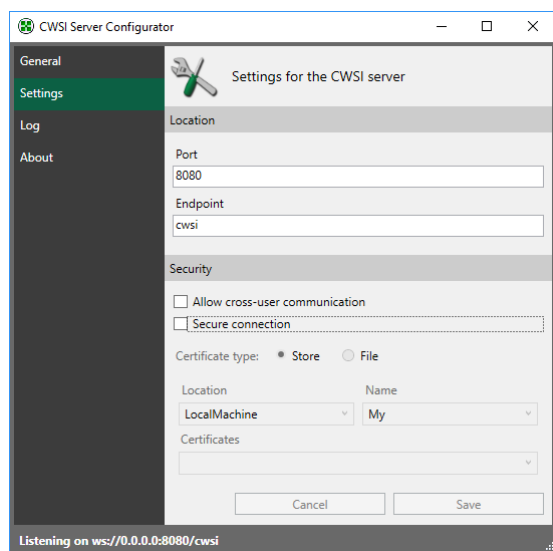 CWSI Server Configurator
General
Settings
Log
About
Settings for the CWSI server
Location
Port
8080
Endpoint
cwsi
Security
Allow cross-user communication
Secure connection
Certificate type: Store File
Location Name
LocalMachine My
Certificates
Cancel Save
Listening on ws://0.0.0.0:8080/cwsi